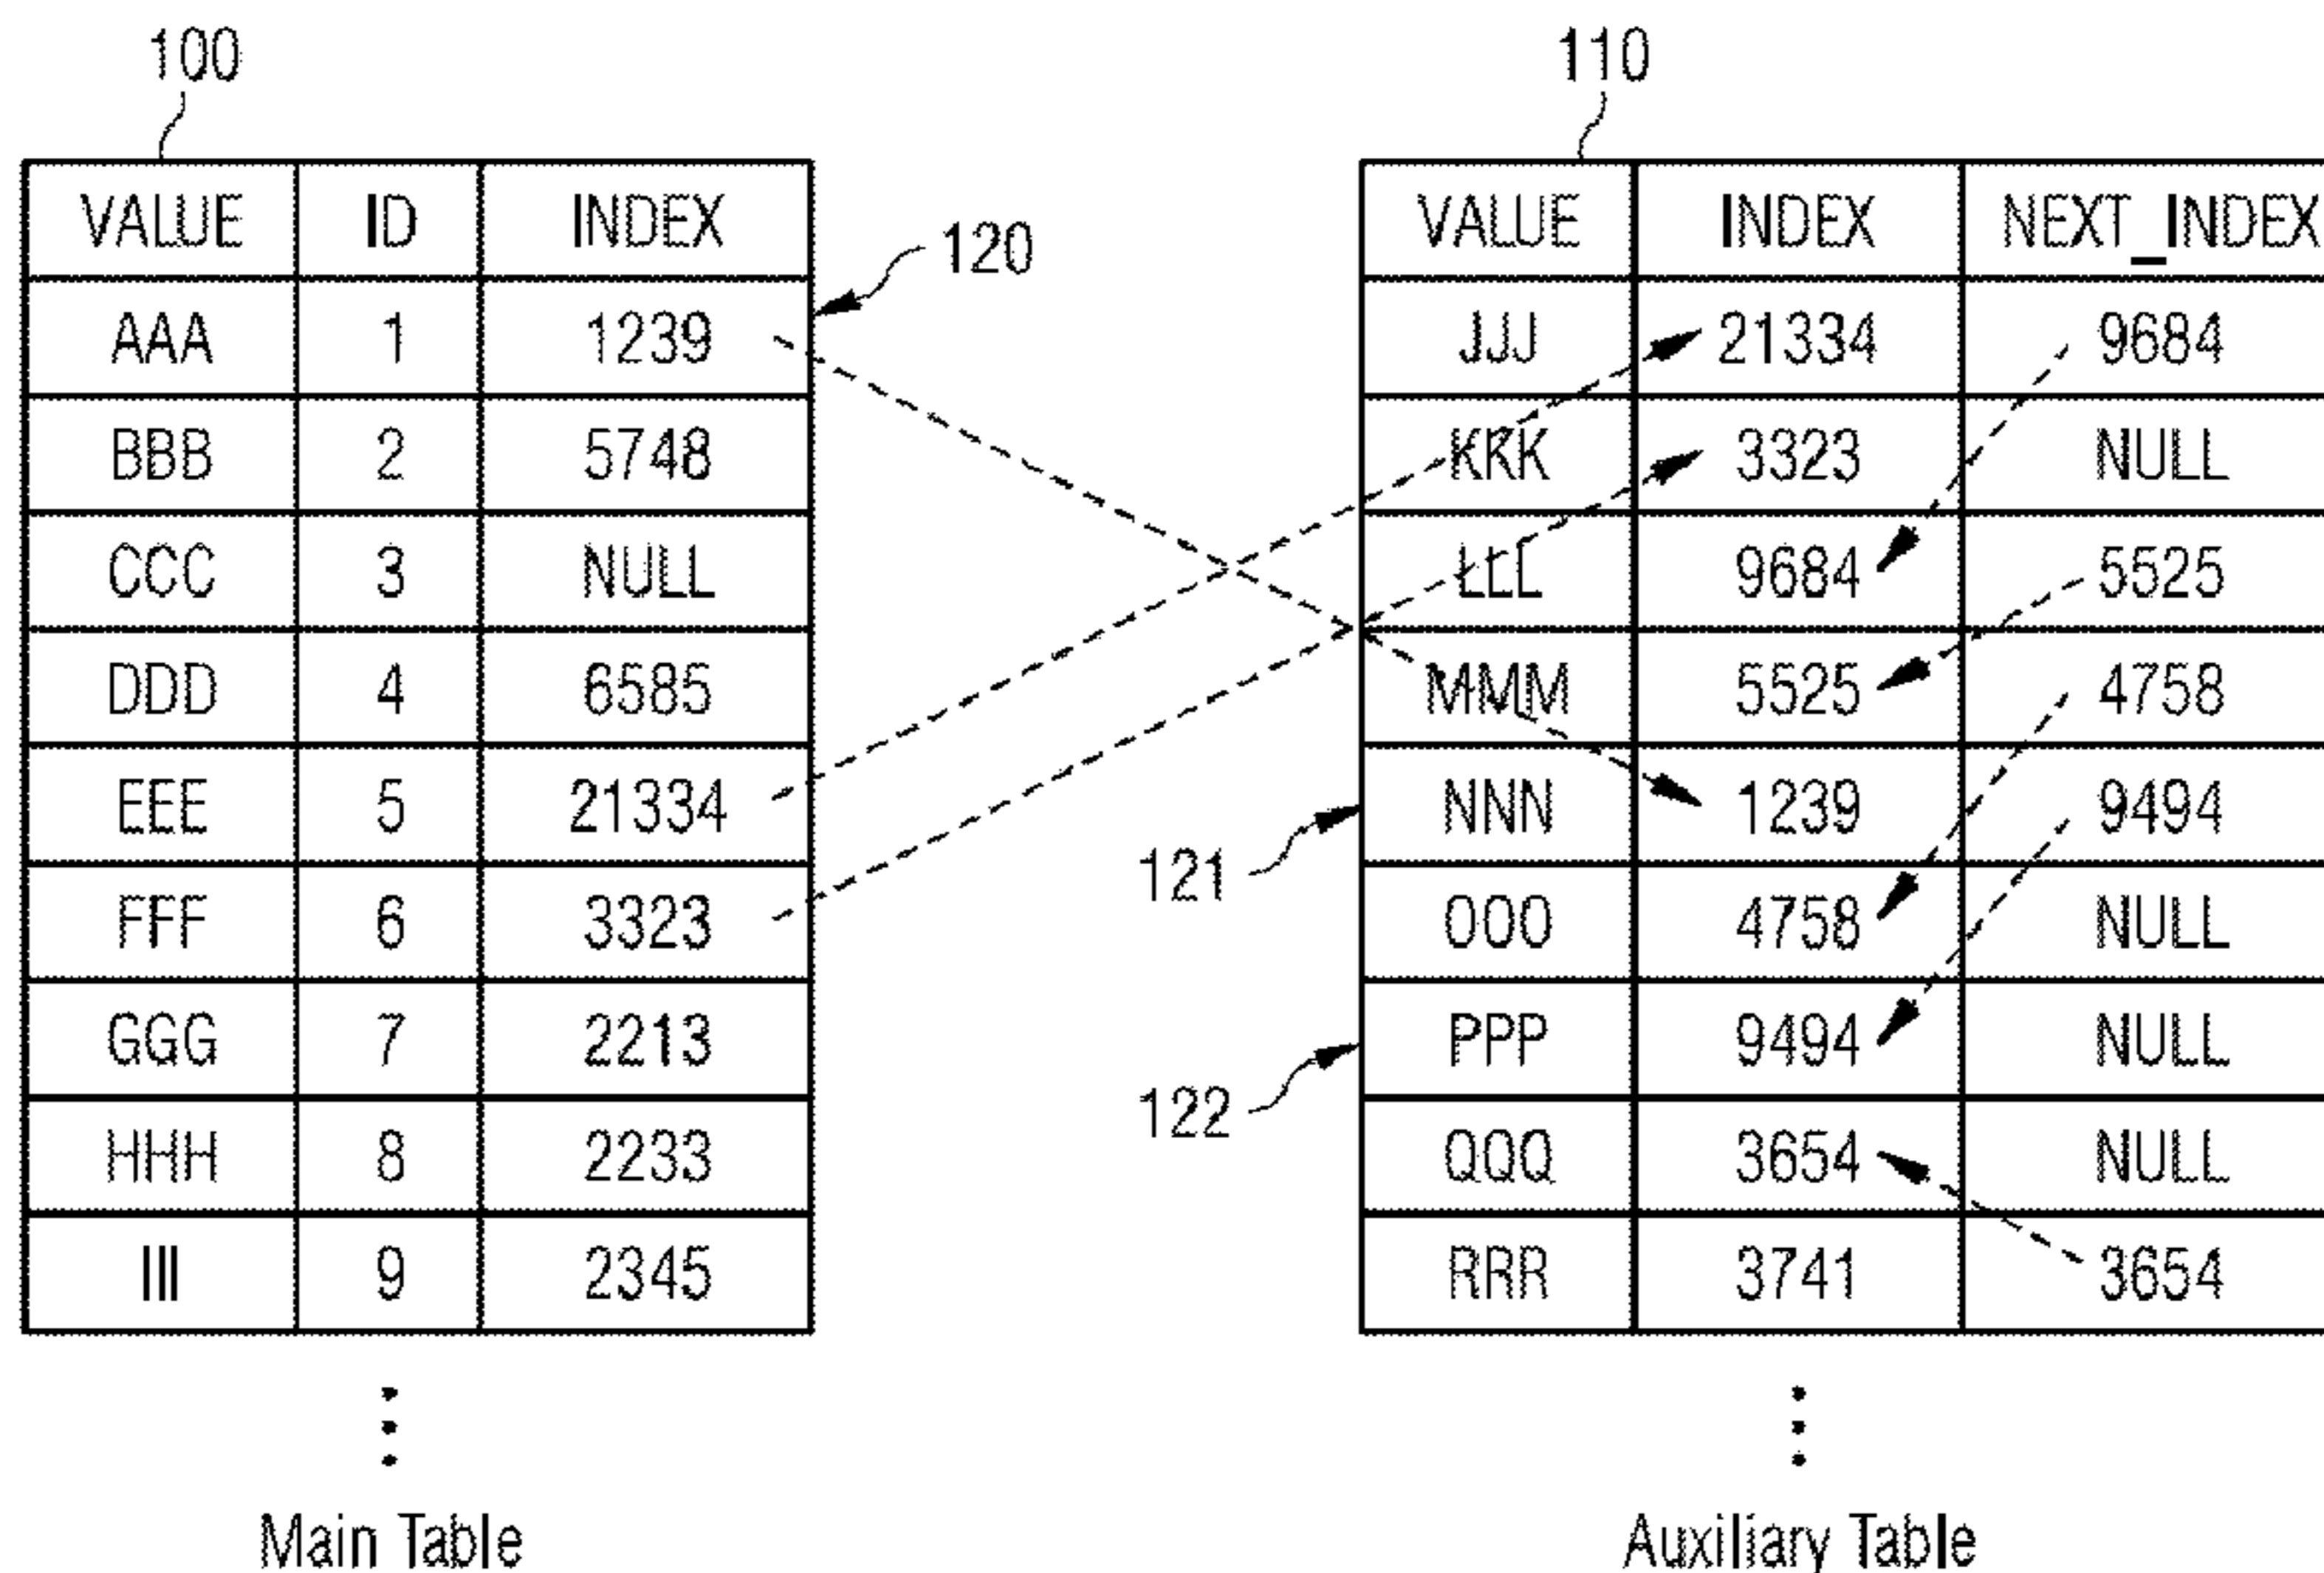 100 110
VALUE ID INDEX VALUE INDEX NEXT_INDEX
120
AAA 1 1239 JJJ 21334 9684
BBB 2 5748 KKK 3323 NULL
CCC 3 NULL LLL 9684 5525
DDD 4 6585 MMM 5525 4758
EEE 5 21334 NNN 1239 9494
121
FFF 6 3323 OOO 4758 NULL
GGG 7 2213 PPP 9494 NULL
122
HHH 8 2233 QQQ 3654 NULL
III 9 2345 RRR 3741 3654
Main Table Auxiliary Table